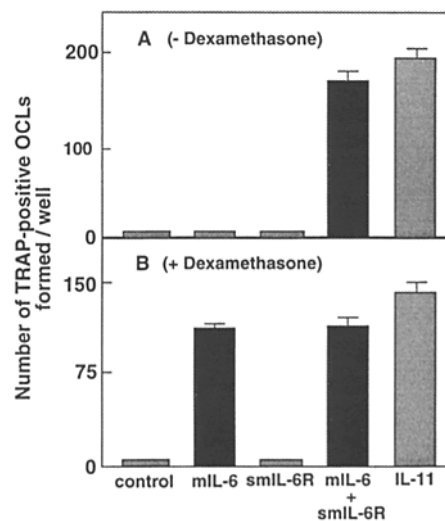 Number of TRAP-positive OCLs
formed / well
A (- Dexamethasone)
200
100
0
B (+ Dexamethasone)
150
75
0
control
mIL-6
smIL-6R
mIL-6
+
smIL-6R
IL-11